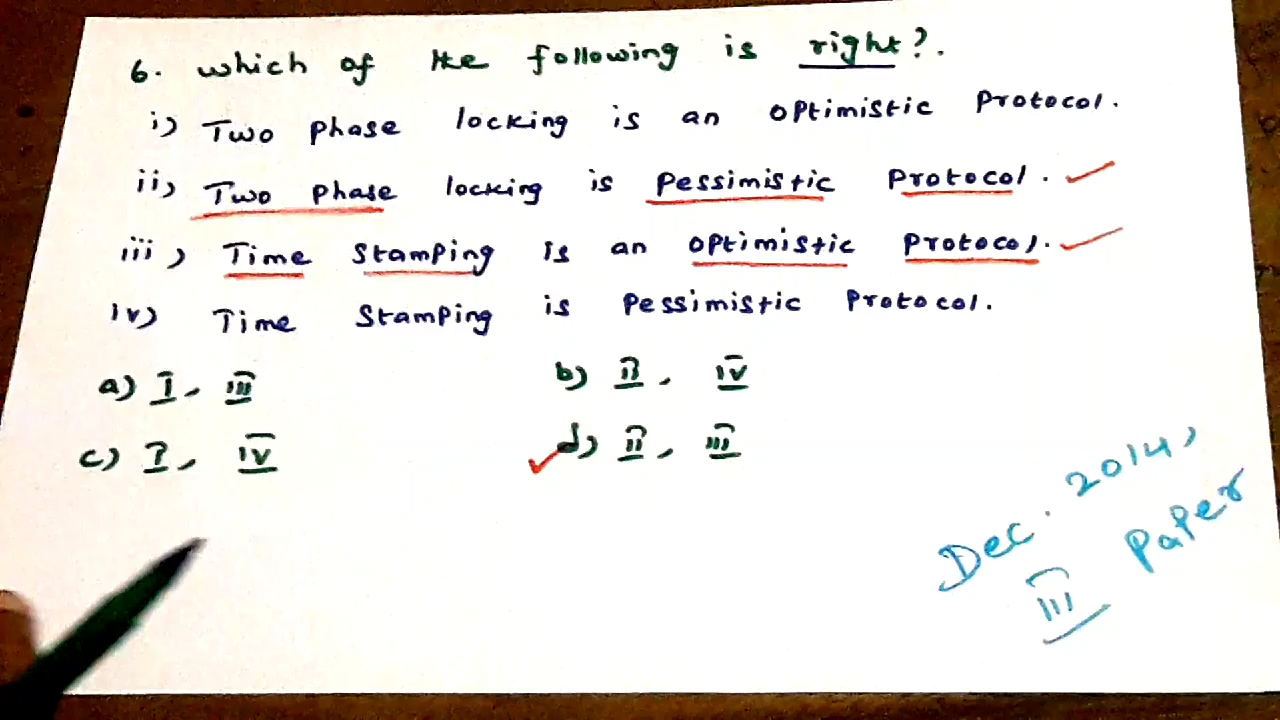 6. which of the following is right?.
i) Two phase locking is an optimistic Protocol.
ii) Two phase locking is Pessimistic Protocol.
iii) Time Stamping is an optimistic Protocol.
iv) Time Stamping is Pessimistic Protocol.
a) I, III b) II, IV
c) I, IV d) II, III
Dec. 2014,
III Paper